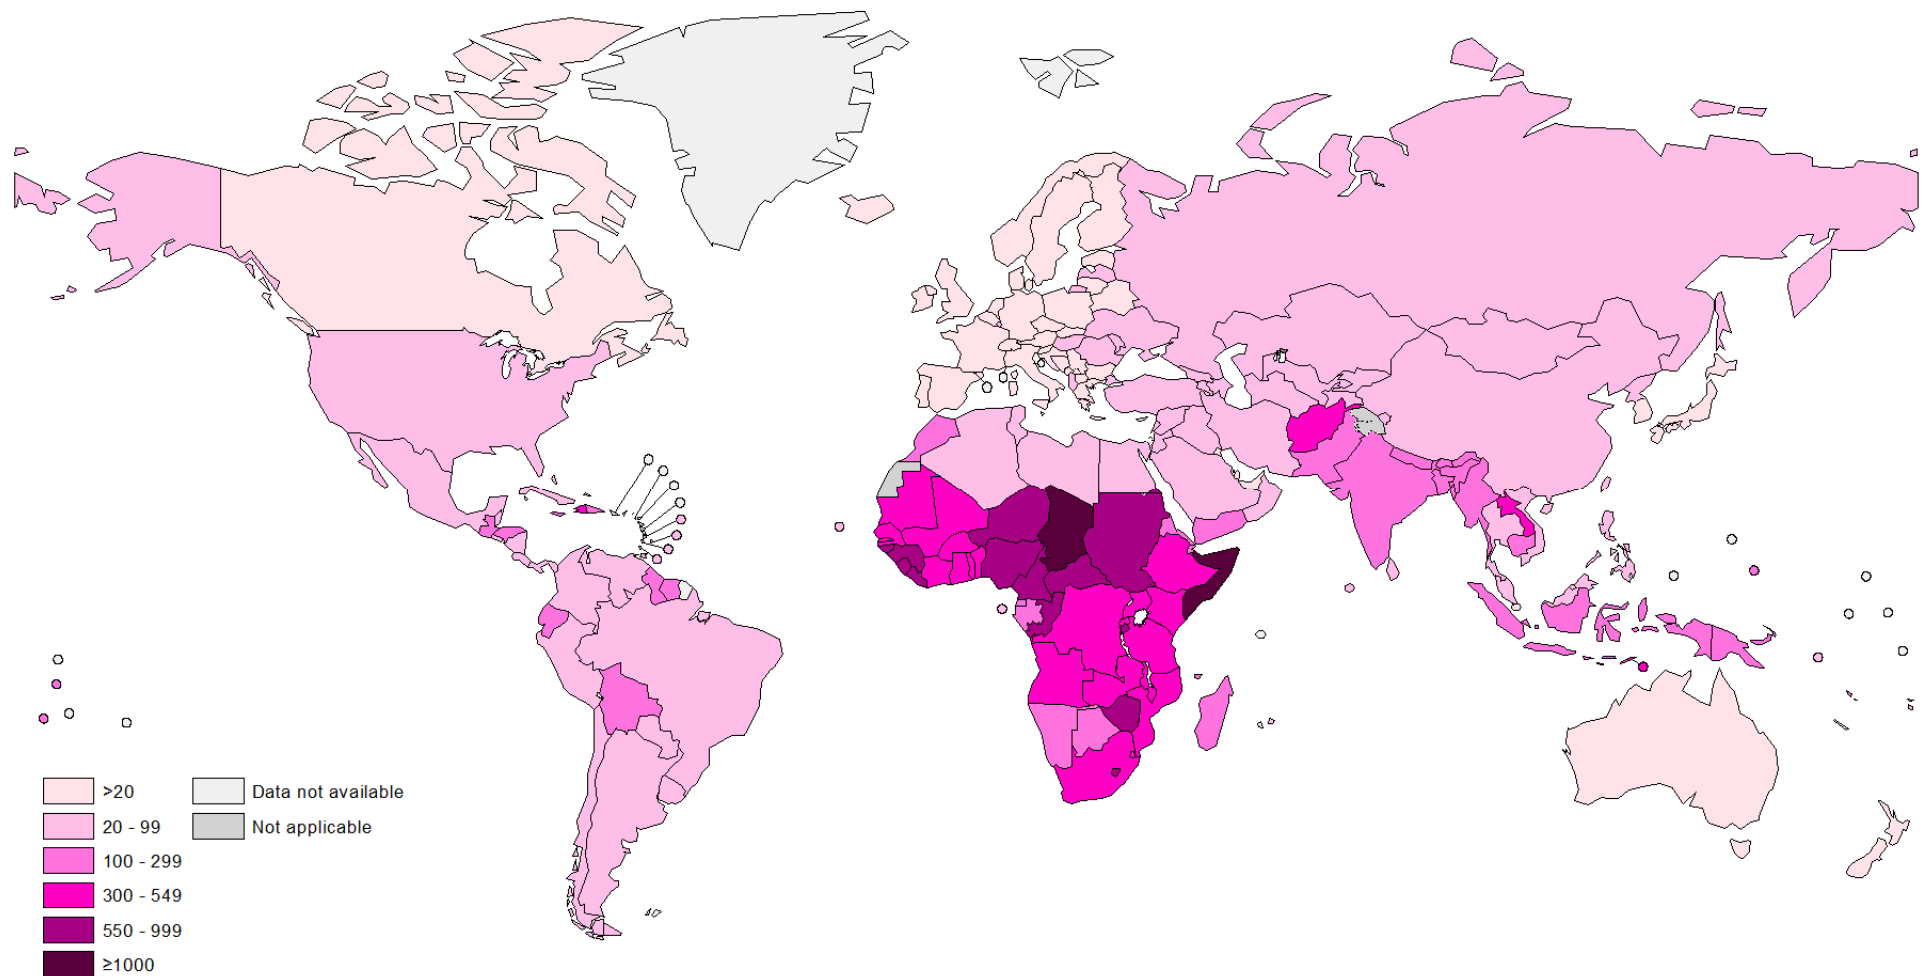 >20
20 - 99
100 - 299
300 - 549
550 - 999
≥1000
Data not available
Not applicable